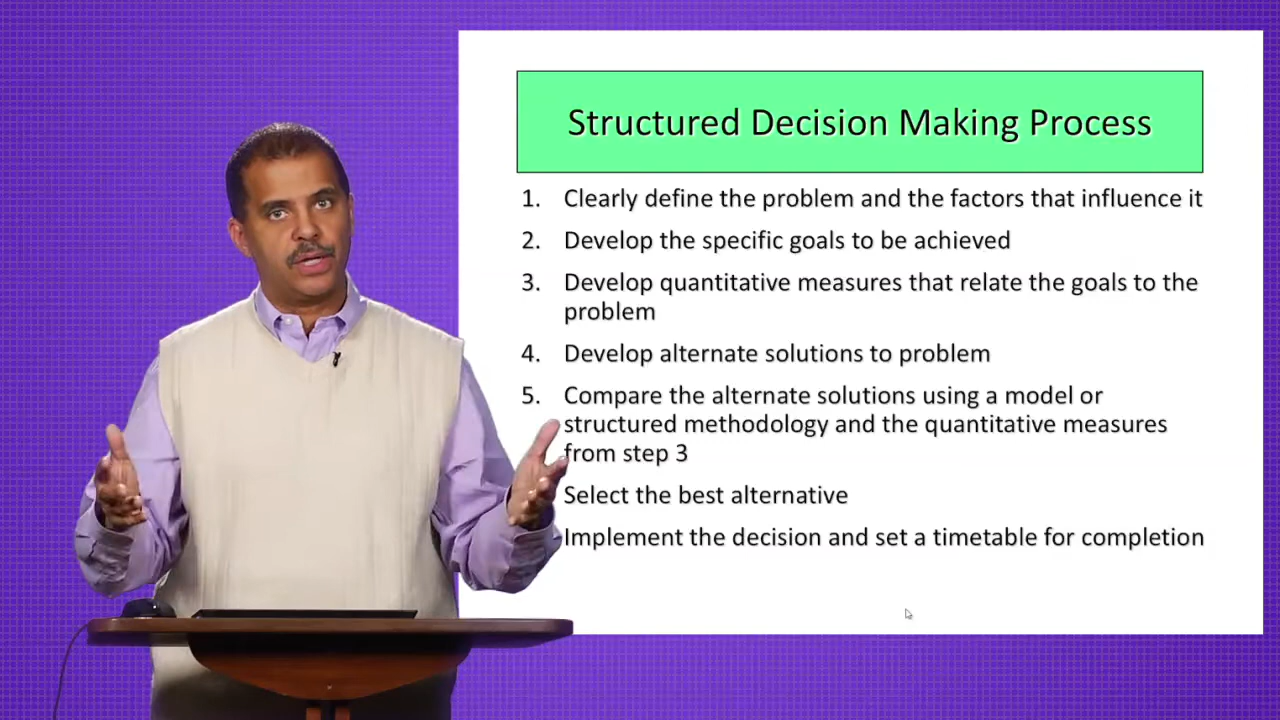 Structured Decision Making Process
1. Clearly define the problem and the factors that influence it
2. Develop the specific goals to be achieved
3. Develop quantitative measures that relate the goals to the
problem
4. Develop alternate solutions to problem
5. Compare the alternate solutions using a model or
structured methodology and the quantitative measures
from step 3
Select the best alternative
Implement the decision and set a timetable for completion